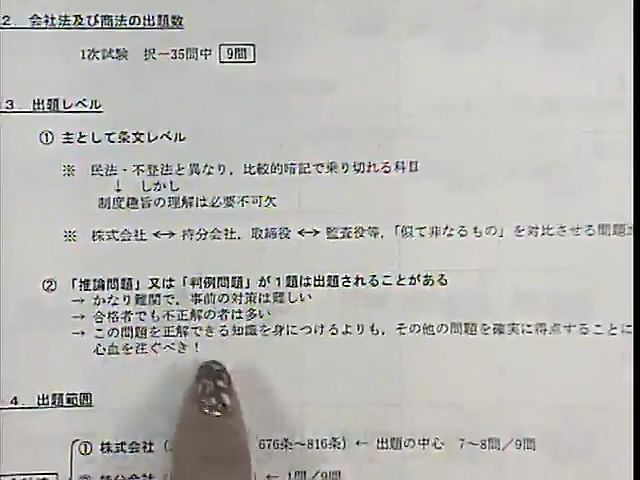 2. 会社法及び商法の出題数
1次試験 択一35問中 9問
3. 出題レベル
① 主として条文レベル
※ 民法・不登法と異なり、比較的暗記で乗り切れる科目
↓ しかし
制度趣旨の理解は必要不可欠
※ 株式会社 ↔ 持分会社、取締役 ↔ 監査役等、「似て非なるもの」を対比させる問題
② 「推論問題」又は「判例問題」が1題は出題されることがある
→ かなり難関で、事前の対策は難しい
→ 合格者でも不正解の者は多い
→ この問題を正解できる知識を身につけるよりも、その他の問題を確実に得点することに
心血を注ぐべき！
4. 出題範囲
① 株式会社（ 676条～816条）← 出題の中心 7～8問／9問
② 持分会社 ← 1問／9問